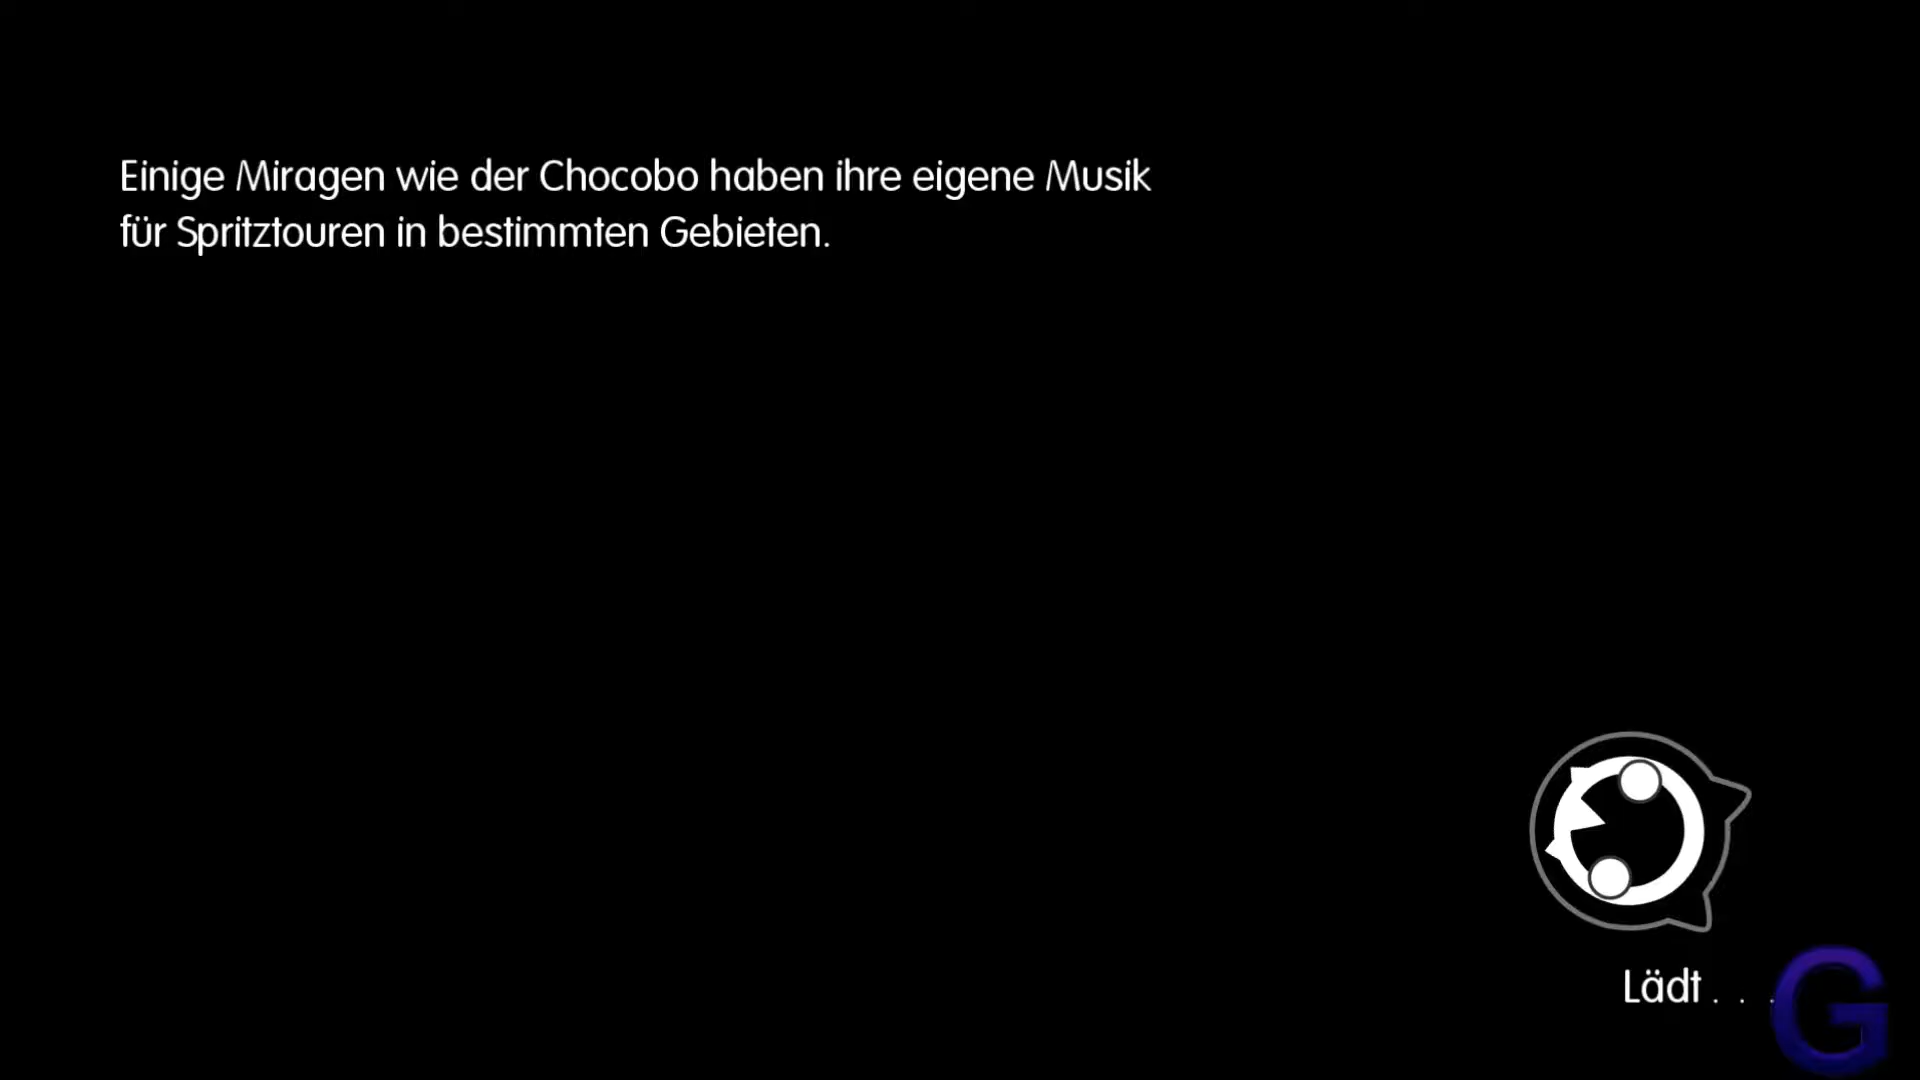 Einige Miragen wie der Chocobo haben ihre eigene Musik
für Spritztouren in bestimmten Gebieten.
Lädt . . .
G